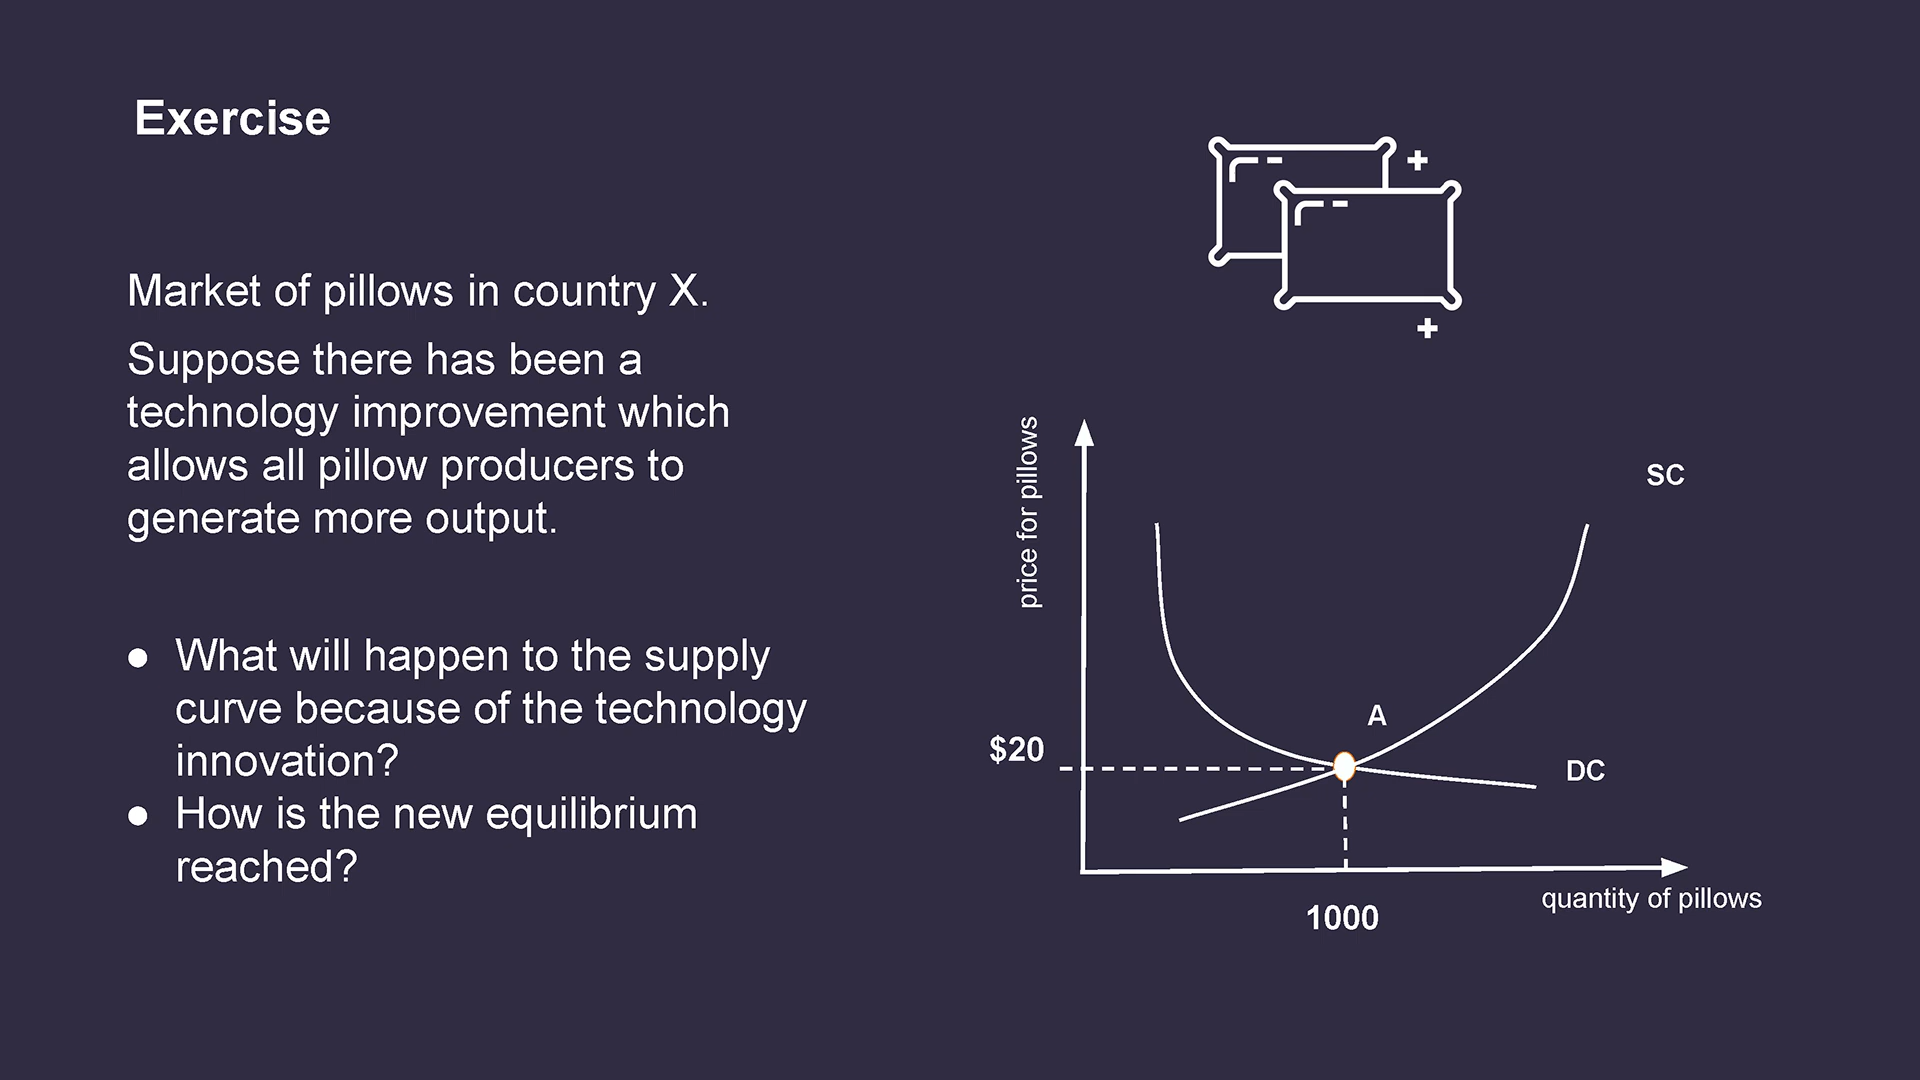 Exercise
Market of pillows in country X.
Suppose there has been a
technology improvement which
allows all pillow producers to
generate more output.
● What will happen to the supply
curve because of the technology
innovation?
● How is the new equilibrium
reached?
price for pillows
SC
A
$20
DC
quantity of pillows
1000